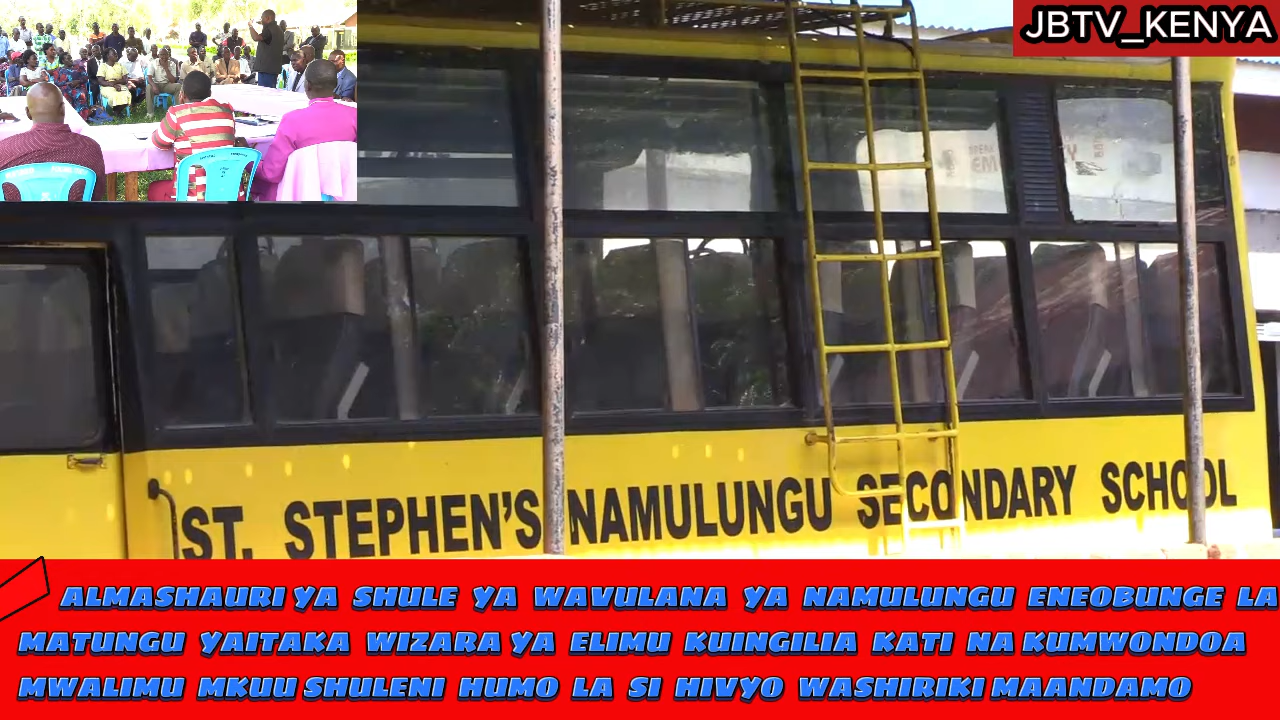 JBTV_KENYA
ST. STEPHEN'S NAMULUNGU SECONDARY SCHOOL
ALMASHAURI YA SHULE YA WAVULANA YA NAMULUNGU ENEOBUNGE LA
MATUNGU YAITAKA WIZARA YA ELIMU KUINGILIA KATI NA KUMWONDOA
MWALIMU MKUU SHULENI HUMO LA SI HIVYO WASHIRIKI MAANDAMO